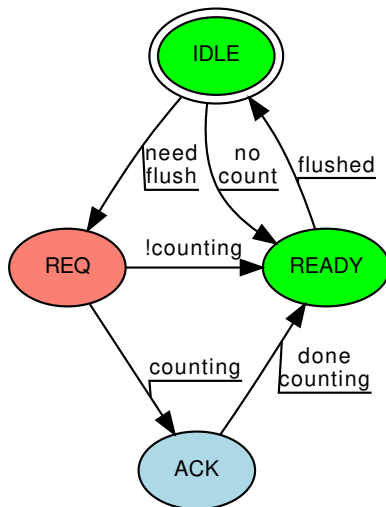 IDLE
need
flush
no
count
flushed
REQ
!counting
READY
counting
done
counting
ACK